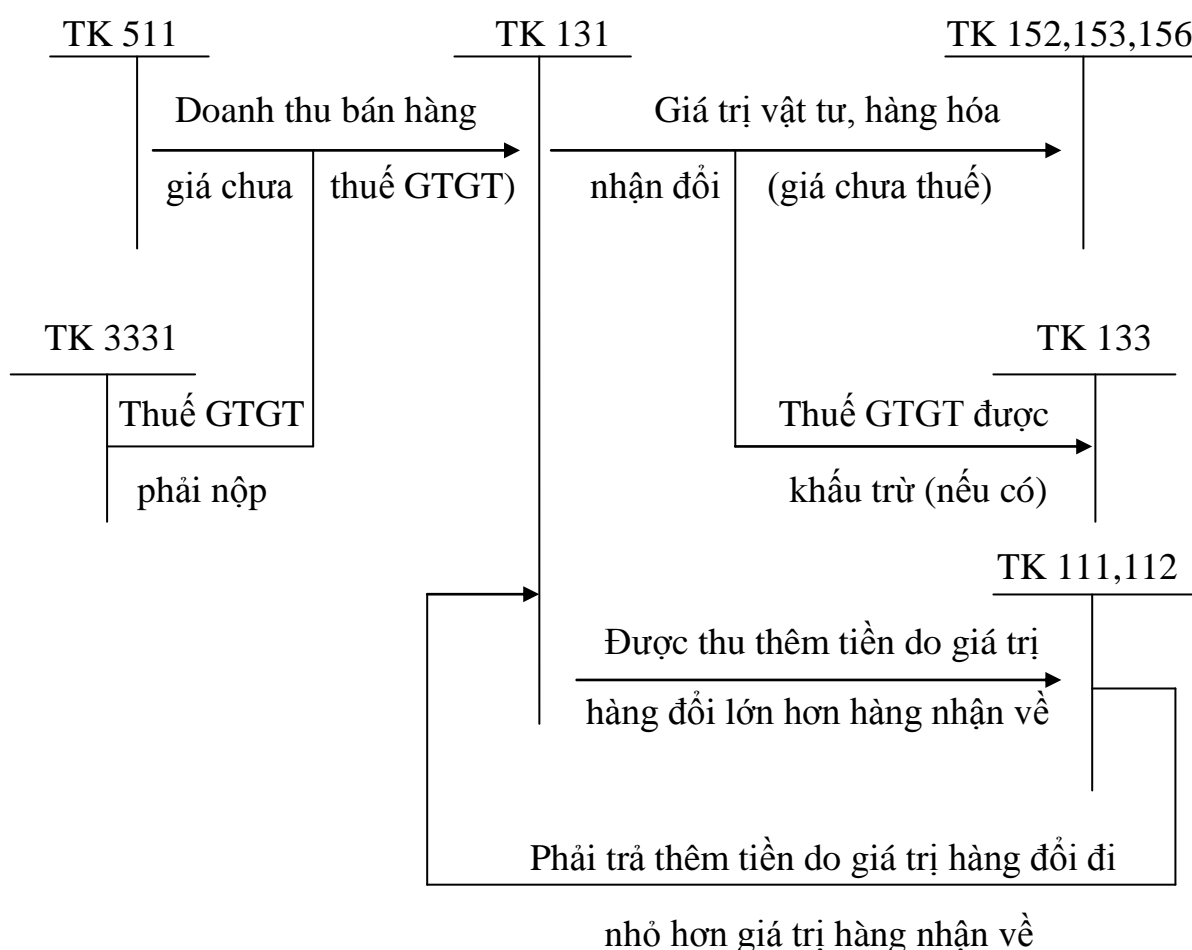 TK 511
TK 131
TK 152,153,156
Doanh thu bán hàng
Giá trị vật tư, hàng hóa
giá chưa
thuế GTGT)
nhận đổi
(giá chưa thuế)
TK 3331
TK 133
Thuế GTGT
Thuế GTGT được
phải nộp
khấu trừ (nếu có)
TK 111,112
Được thu thêm tiền do giá trị
hàng đổi lớn hơn hàng nhận về
Phải trả thêm tiền do giá trị hàng đổi đi
nhỏ hơn giá trị hàng nhận về